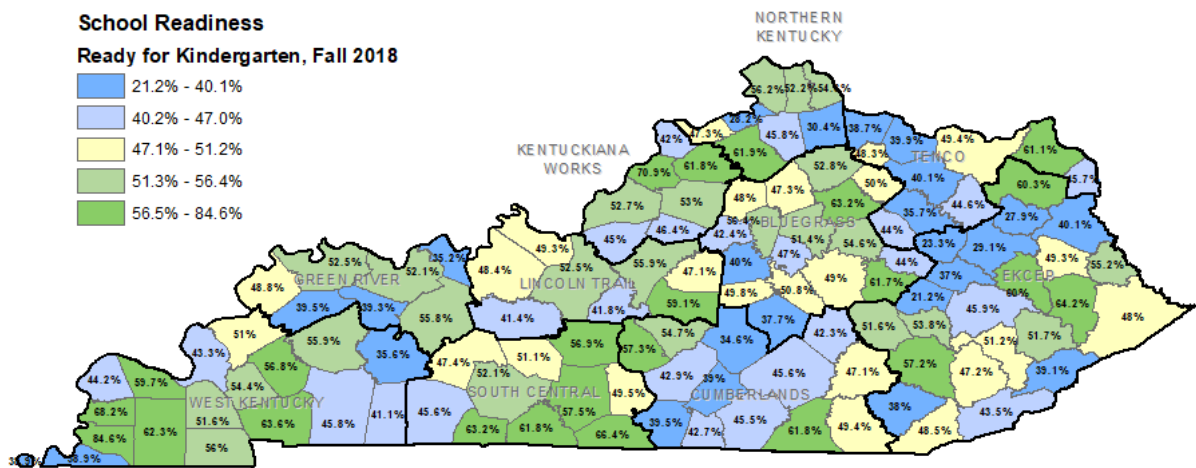 School Readiness
Ready for Kindergarten, Fall 2018
21.2% - 40.1%
40.2% - 47.0%
47.1% - 51.2%
51.3% - 56.4%
56.5% - 84.6%
NORTHERN
KENTUCKY
56.2% 52.2%
28.2% 45.8% 30.4% 38.7%
42% 47.3% 39.9% 49.4% 61.1%
KENTUCKIANA
WORKS
61.9% 48.3% TENCO
70.9% 61.8% 52.8% 50% 40.1% 60.3% 45.7%
52.7% 53% 48% 47.3% 63.2% 35.7% 44.6% 27.9% 40.1%
56.4% BLUEGRASS
45% 46.4% 42.4% 51.4% 54.6% 44% 23.3% 29.1%
49.3% 40% 47% 44% 49.3% 55.2%
35.2% 52.5% 52.1% 48.4% 52.5% 55.9% 47.1% 49% 61.7% 37% EKCEP
GREEN RIVER LINCOLN TRAIL
48.8% 39.5% 39.3% 59.1% 49.8% 50.8% 21.2% 45.9% 60% 64.2% 48%
55.8% 41.4% 41.8% 37.7% 42.3% 51.6% 53.8% 51.7%
51% 55.9% 54.7% 34.6% 51.2%
43.3% 35.6% 47.4% 51.1% 56.9% 57.3% 57.2% 47.2% 39.1%
56.8% 52.1% 42.9% 39% 45.6% 47.1%
44.2% 59.7% 54.4% SOUTH CENTRAL 49.5% CUMBERLANDS
WEST KENTUCKY
68.2% 51.6% 45.6% 57.5% 38% 43.5%
84.6% 62.3% 56% 63.6% 45.8% 41.1% 63.2% 61.8% 66.4% 39.5% 42.7% 45.5% 61.8% 49.4% 48.5%
38.9%